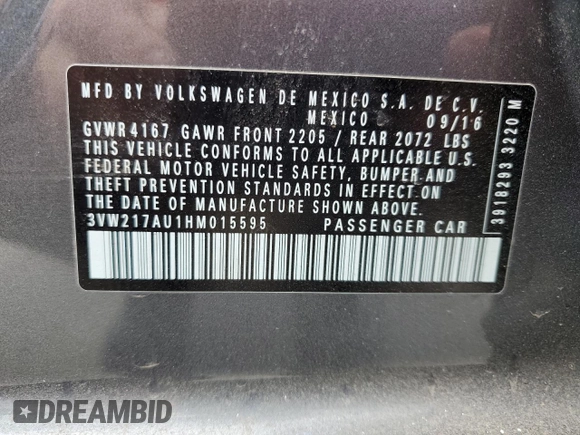 MFD BY VOLKSWAGEN DE MEXICO S.A. DE C.V.
MEXICO 09/16
GVWR 4167 GAWR FRONT 2205 / REAR 2072 LBS
THIS VEHICLE CONFORMS TO ALL APPLICABLE U.S.
FEDERAL MOTOR VEHICLE SAFETY, BUMPER AND
THEFT PREVENTION STANDARDS IN EFFECT ON
THE DATE OF MANUFACTURE SHOWN ABOVE.
3VW217AU1HM015595 PASSENGER CAR
3918293 3220 M
DREAMBID